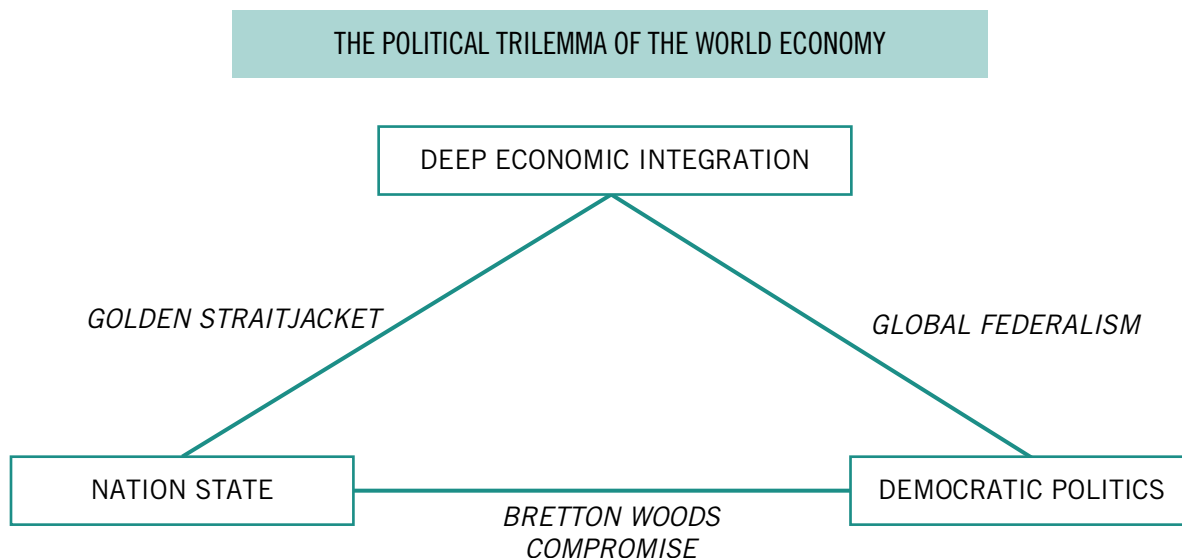 THE POLITICAL TRILEMMA OF THE WORLD ECONOMY
DEEP ECONOMIC INTEGRATION
GOLDEN STRAITJACKET
GLOBAL FEDERALISM
NATION STATE
DEMOCRATIC POLITICS
BRETTON WOODS
COMPROMISE